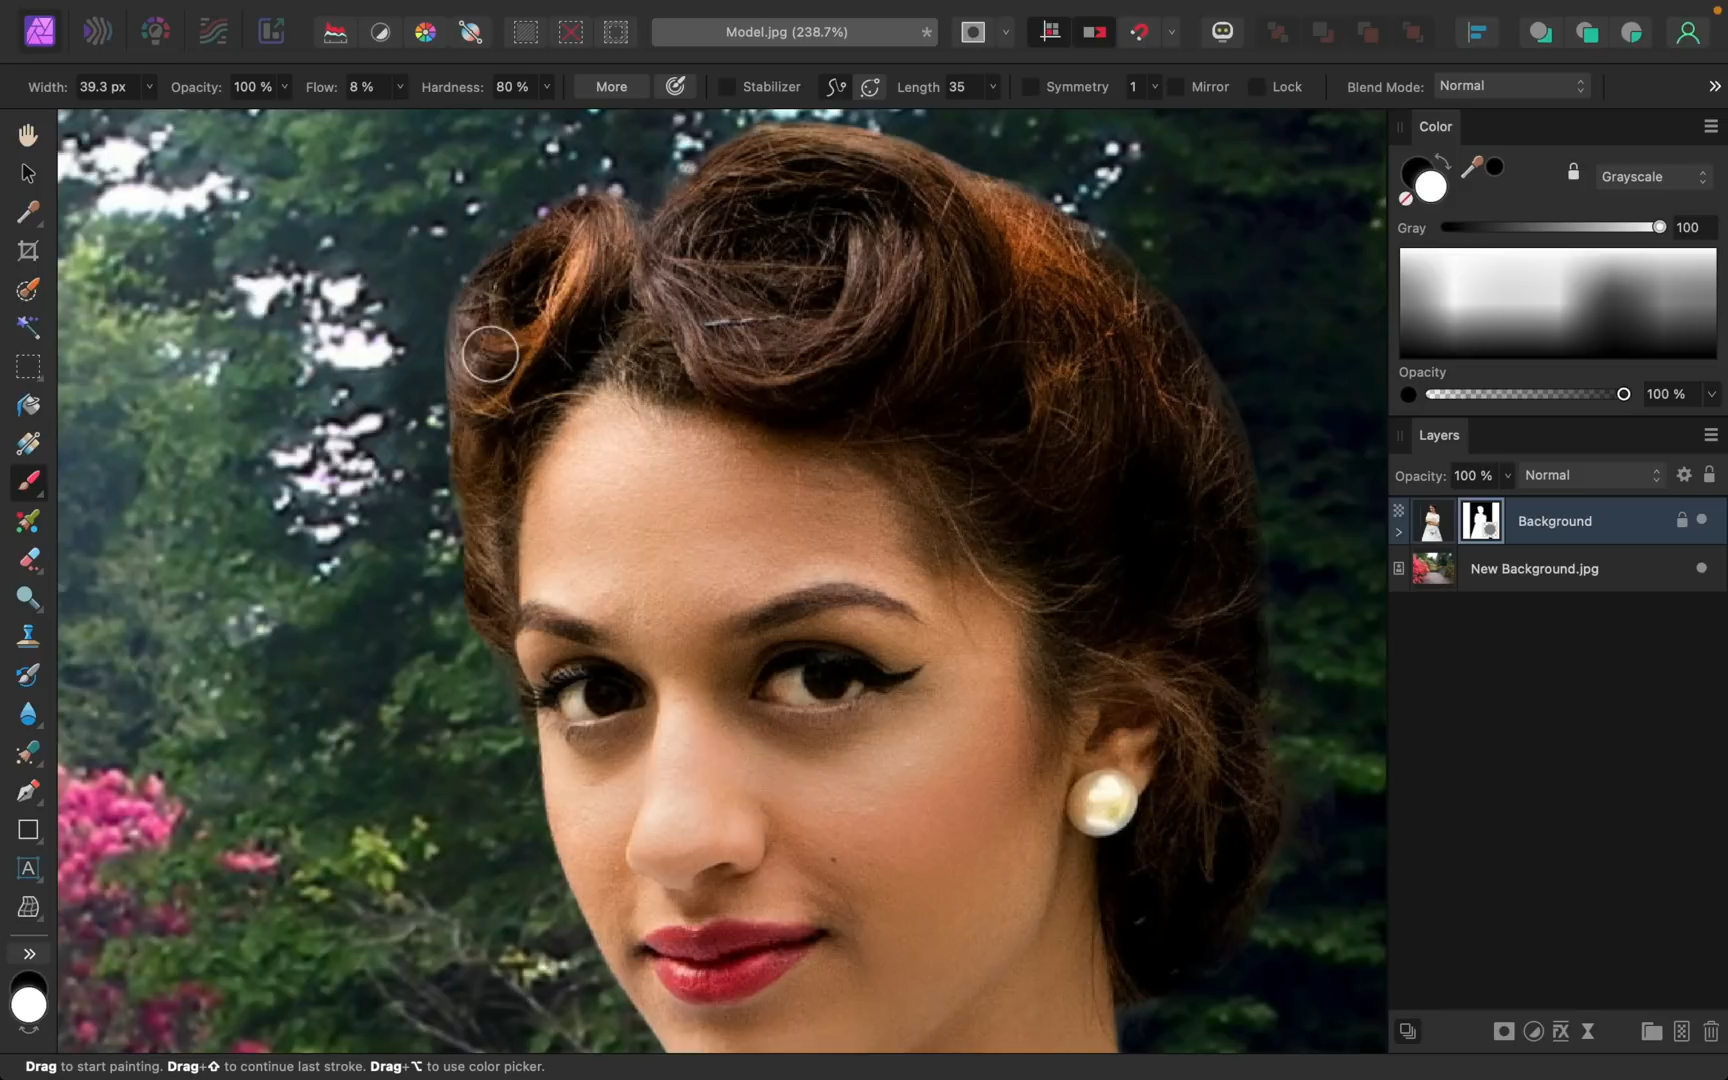 Model.jpg (238.7%)
*
Width: 39.3 px Opacity: 100 % Flow: 8 % Hardness: 80 % More Stabilizer Length 35 Symmetry 1 Mirror Lock Blend Mode: Normal
Color
Grayscale
Gray 100
Opacity
100 %
Layers
Opacity: 100 % Normal
FX Background
New Background.jpg
A
FX
Drag to start painting. Drag+⇧ to continue last stroke. Drag+⌥ to use color picker.